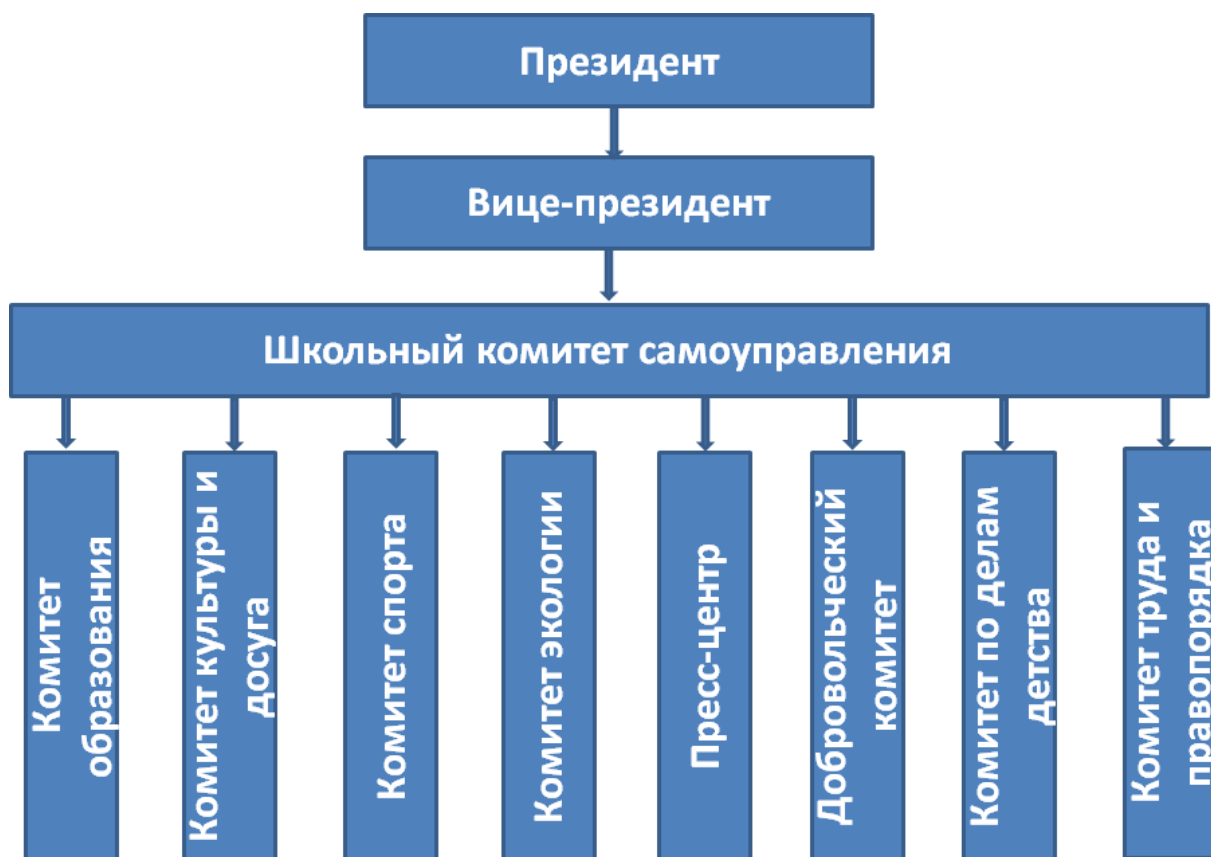 Президент
Вице-президент
Школьный комитет самоуправления
Комитет
образования
Комитет культуры и
досуга
Комитет спорта
Комитет экологии
Пресс-центр
Добровольческий
комитет
Комитет по делам
детства
Комитет труда и
правопорядка